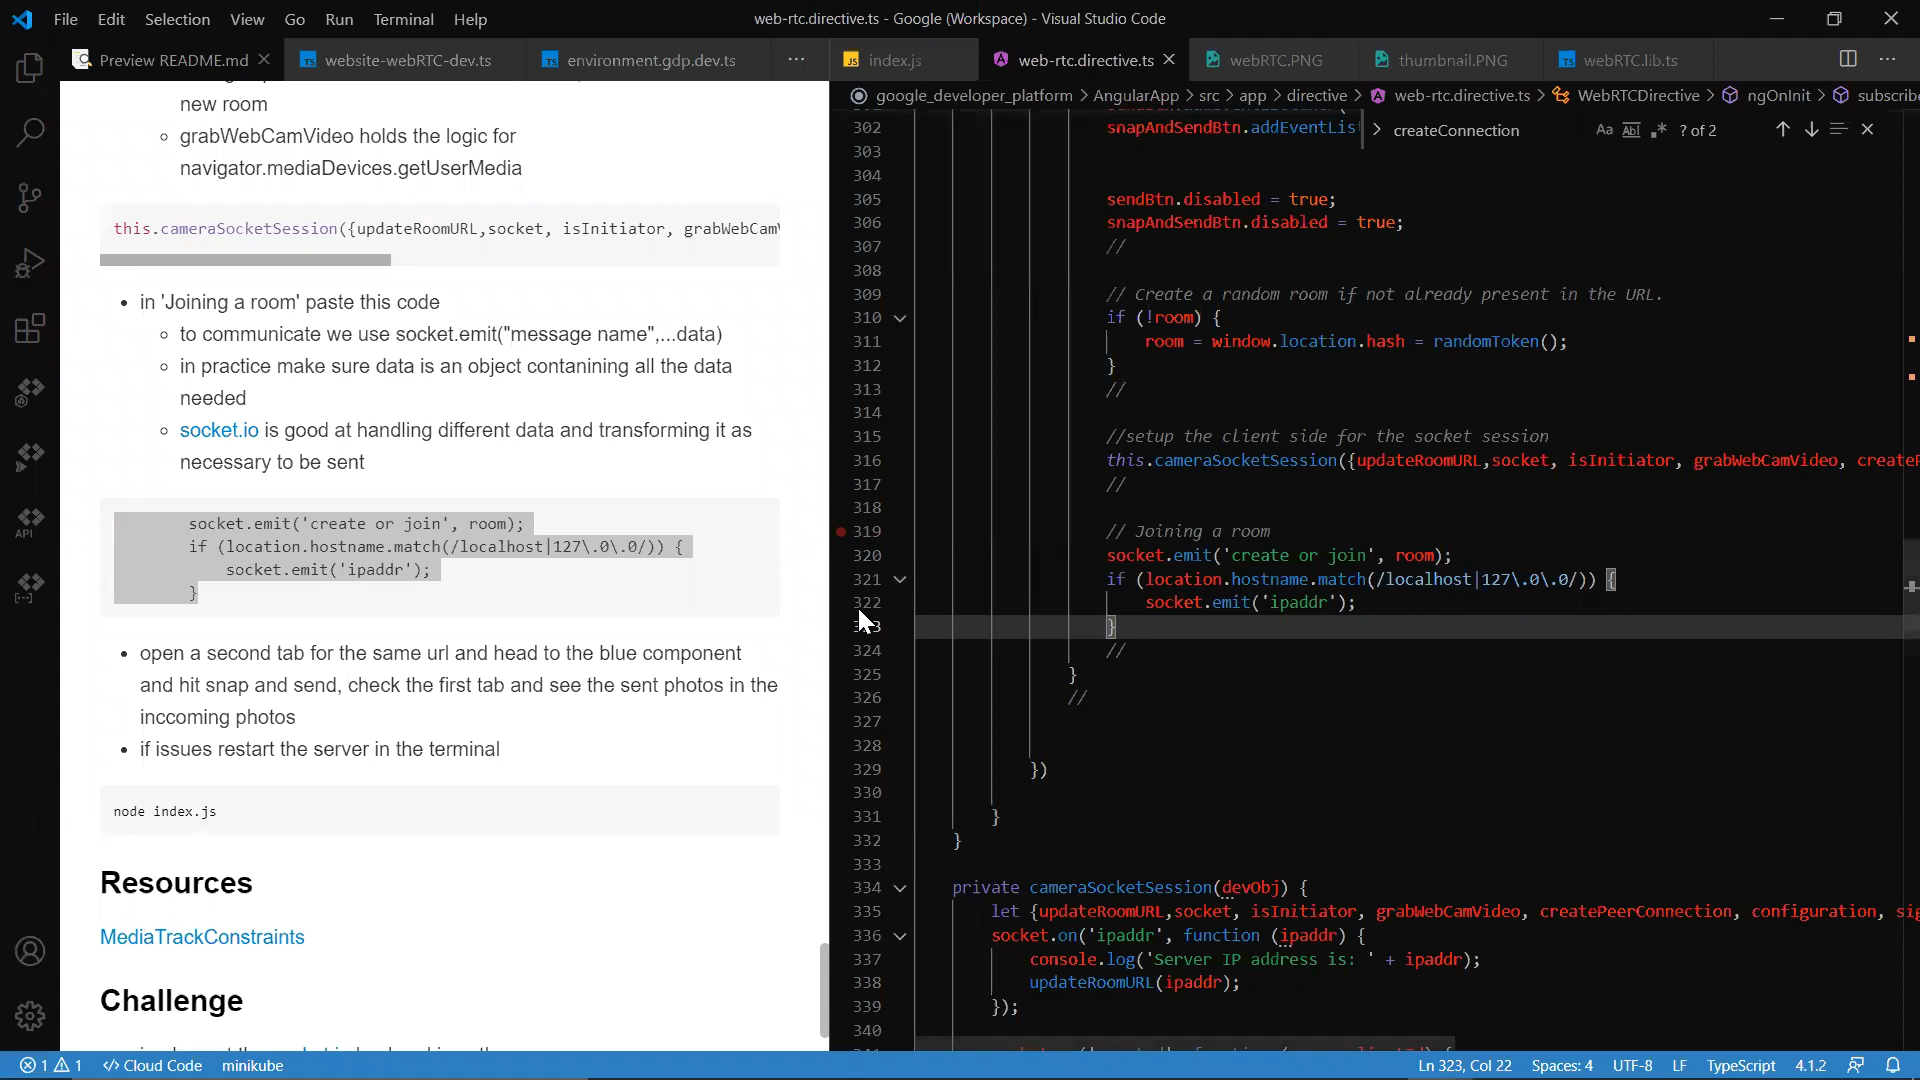 File Edit Selection View Go Run Terminal Help
web-rtc.directive.ts - Google (Workspace) - Visual Studio Code
Preview README.md
website-webRTC-dev.ts
environment.gdp.dev.ts
index.js
web-rtc.directive.ts
webRTC.PNG
thumbnail.PNG
webRTC.lib.ts
google_developer_platform > AngularApp > src > app > directive > web-rtc.directive.ts > WebRTCDirective > ngOnInit > subscribe
createConnection
Aa Abl .* ? of 2
new room
grabWebCamVideo holds the logic for
navigator.mediaDevices.getUserMedia
this.cameraSocketSession({updateRoomURL,socket, isInitiator, grabWebCam
in 'Joining a room' paste this code
to communicate we use socket.emit("message name",...data)
in practice make sure data is an object contanining all the data
needed
socket.io is good at handling different data and transforming it as
necessary to be sent
socket.emit('create or join', room);
if (location.hostname.match(/localhost|127\.0\.0/)) {
socket.emit('ipaddr');
}
open a second tab for the same url and head to the blue component
and hit snap and send, check the first tab and see the sent photos in the
inccoming photos
if issues restart the server in the terminal
node index.js
Resources
MediaTrackConstraints
Challenge
API
302 snapAndSendBtn.addEventLis
303
304
305 sendBtn.disabled = true;
306 snapAndSendBtn.disabled = true;
307 //
308
309 // Create a random room if not already present in the URL.
310 if (!room) {
311 room = window.location.hash = randomToken();
312 }
313 //
314
315 //setup the client side for the socket session
316 this.cameraSocketSession({updateRoomURL,socket, isInitiator, grabWebCamVideo, createP
317 //
318
319 // Joining a room
320 socket.emit('create or join', room);
321 if (location.hostname.match(/localhost|127\.0\.0/)) {
322 socket.emit('ipaddr');
3 }
324 //
325 }
326 //
327
328
329 })
330
331 }
332 }
333
334 private cameraSocketSession(devObj) {
335 let {updateRoomURL,socket, isInitiator, grabWebCamVideo, createPeerConnection, configuration, sig
336 socket.on('ipaddr', function (ipaddr) {
337 console.log('Server IP address is: ' + ipaddr);
338 updateRoomURL(ipaddr);
339 });
340
1 1 Cloud Code minikube
Ln 323, Col 22 Spaces: 4 UTF-8 LF TypeScript 4.1.2